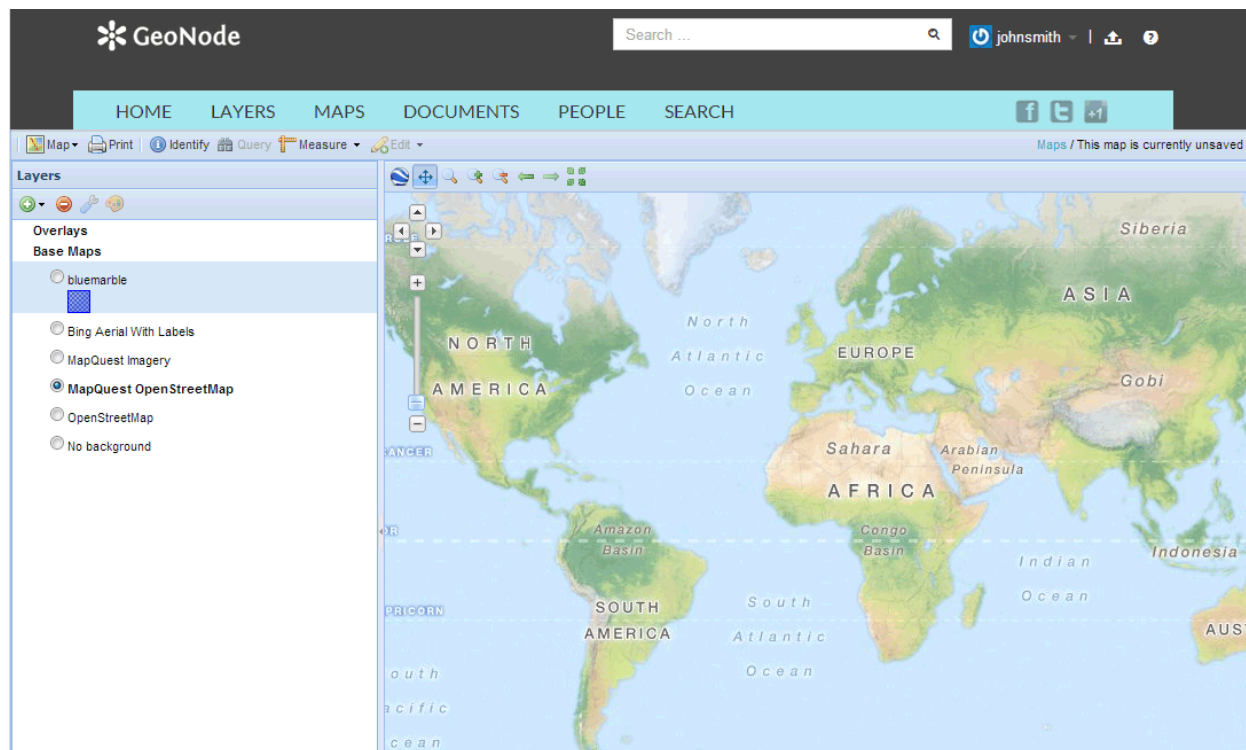 GeoNode
Search ...
johnsmith
HOME LAYERS MAPS DOCUMENTS PEOPLE SEARCH
f t +1
Map Print Identify Query Measure Edit
Maps / This map is currently unsaved
Layers
Overlays
Base Maps
bluemarble
Bing Aerial With Labels
MapQuest Imagery
MapQuest OpenStreetMap
OpenStreetMap
No background
Siberia
ASIA
North
Atlantic
Ocean
NORTH
AMERICA
EUROPE
Gobi
ANCER
Sahara
Arabian
Peninsula
AFRICA
OR
Amazon
Basin
Congo
Basin
Indian
Ocean
Indonesia
PRICORN
SOUTH
AMERICA
South
Atlantic
Ocean
AUS
outh
acific
cean